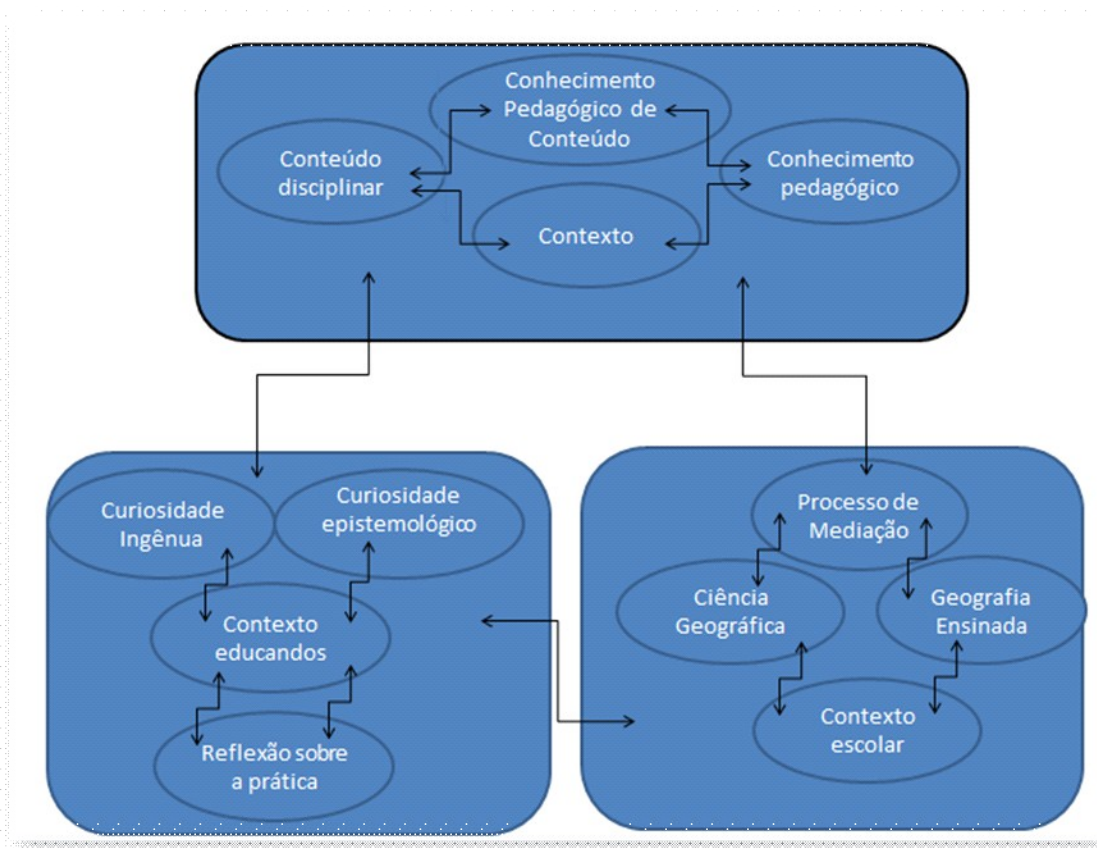 Conhecimento
Pedagógico de
Conteúdo
Conteúdo
disciplinar
Conhecimento
pedagógico
Contexto
Curiosidade
Ingênua
Curiosidade
epistemológico
Contexto
educandos
Reflexão sobre
a prática
Processo de
Mediação
Ciência
Geográfica
Geografia
Ensinada
Contexto
escolar